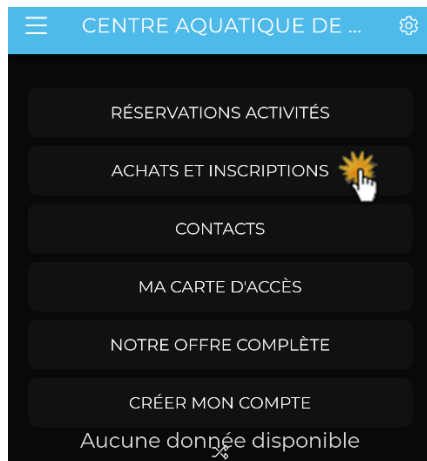 CENTRE AQUATIQUE DE ...
RÉSERVATIONS ACTIVITÉS
ACHATS ET INSCRIPTIONS
CONTACTS
MA CARTE D'ACCÈS
NOTRE OFFRE COMPLÈTE
CRÉER MON COMPTE
Aucune donnée disponible